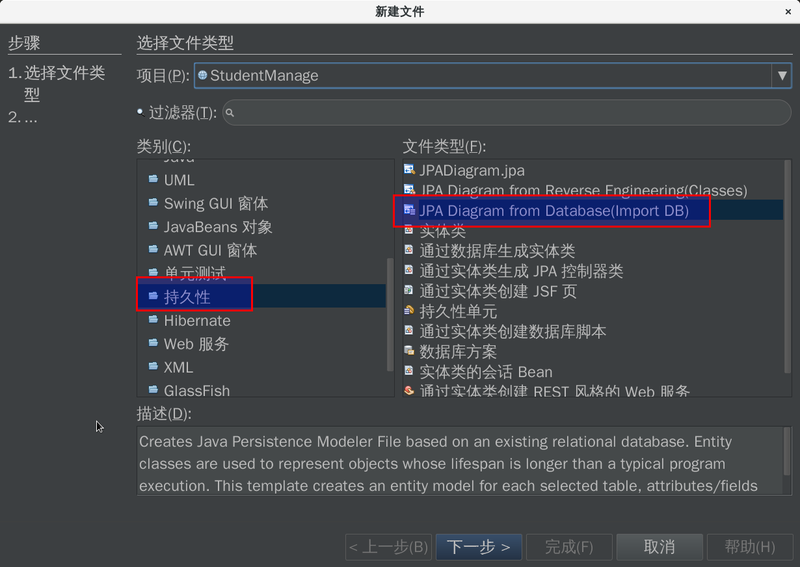 新建文件
×
步骤
1.选择文件类
型
2. ...
选择文件类型
项目(P): StudentManage
• 过滤器(T):
类别(C):
Java
UML
Swing GUI 窗体
JavaBeans 对象
AWT GUI 窗体
单元测试
持久性
Hibernate
Web 服务
XML
GlassFish
文件类型(F):
JPADiagram.jpa
JPA Diagram from Reverse Engineering(Classes)
JPA Diagram from Database(Import DB)
实体类
通过数据库生成实体类
通过实体类生成 JPA 控制器类
通过实体类创建 JSF 页
持久性单元
通过实体类创建数据库脚本
数据库方案
实体类的会话 Bean
通过实体类创建 REST 风格的 Web 服务
描述(D):
Creates Java Persistence Modeler File based on an existing relational database. Entity
classes are used to represent objects whose lifespan is longer than a typical program
execution. This template creates an entity model for each selected table, attributes/fields
< 上一步(B) 下一步 > 完成(F) 取消 帮助(H)